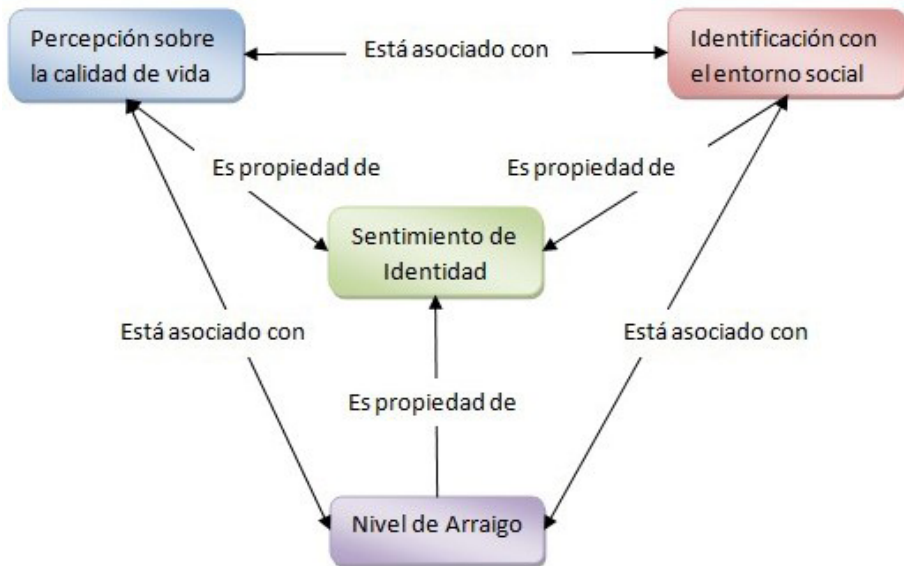 Percepción sobre
la calidad de vida
Está asociado con
Identificación con
el entorno social
Es propiedad de
Es propiedad de
Sentimiento de
Identidad
Está asociado con
Está asociado con
Es propiedad de
Nivel de Arraigo